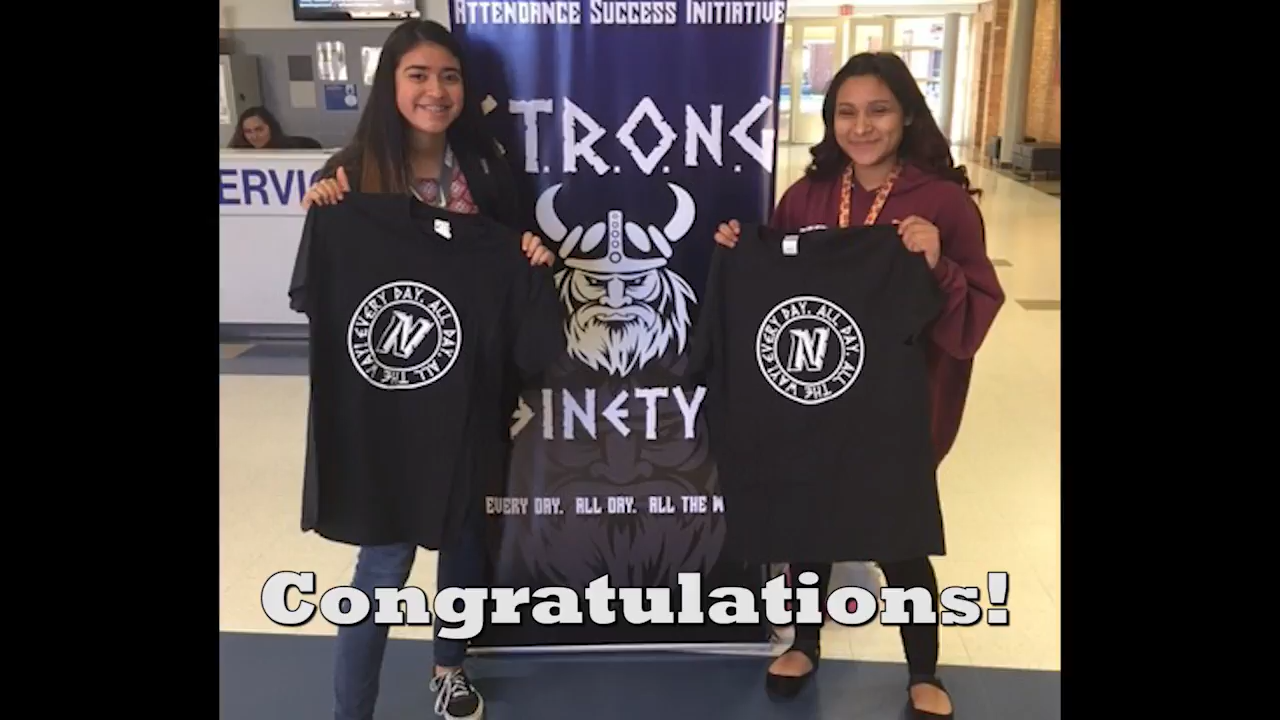 ATTENDANCE SUCCESS INITIATIVE
S.T.R.O.N.G
INETY
EVERY DAY. ALL DAY. ALL THE W
ERVIC
EVERY DAY. ALL DAY. ALL THE WAY!
N
EVERY DAY. ALL DAY. ALL THE WAY!
N
Congratulations!